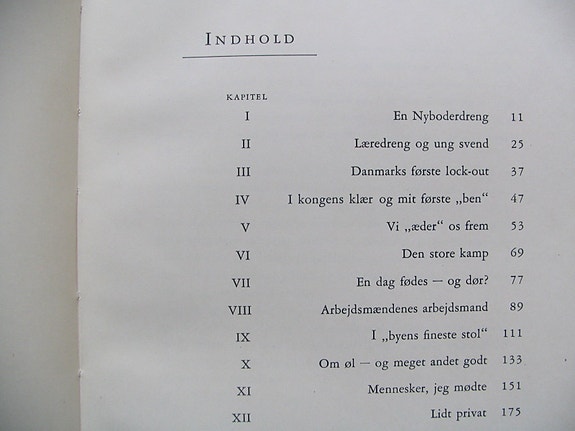 INDHOLD
KAPITEL
I En Nyboderdreng 11
II Læredreng og ung svend 25
III Danmarks første lock-out 37
IV I kongens klær og mit første „ben“ 47
V Vi „æder“ os frem 53
VI Den store kamp 69
VII En dag fødes — og dør? 77
VIII Arbejdsmændenes arbejdsmand 89
IX I „byens fineste stol“ 111
X Om øl — og meget andet godt 133
XI Mennesker, jeg mødte 151
XII Lidt privat 175